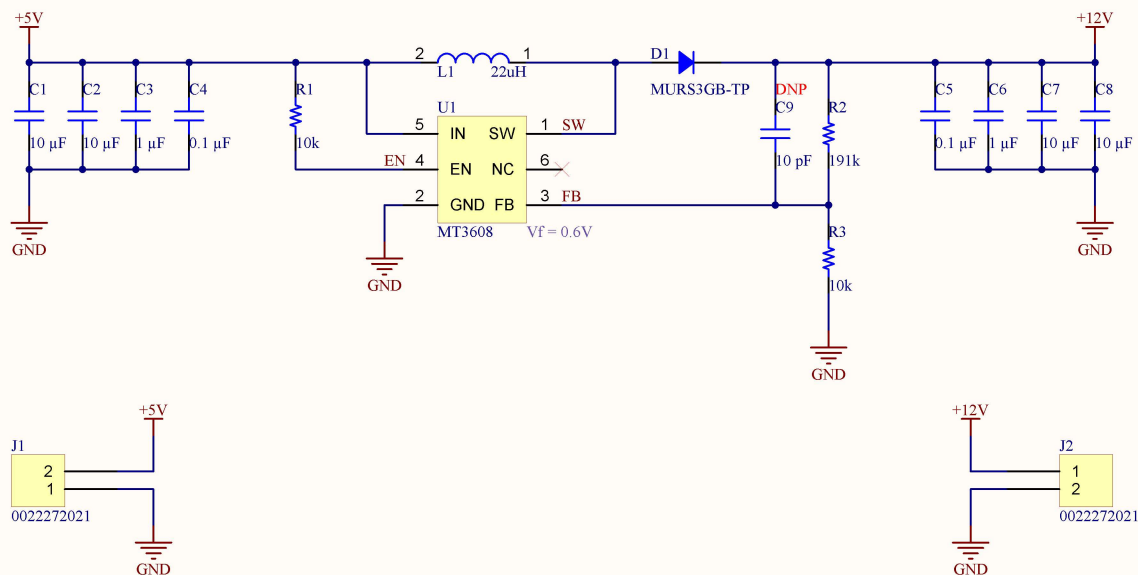 +5V
+12V
C1
C2
C3
C4
10 µF
10 µF
1 µF
0.1 µF
GND
R1
10k
2
1
L1
22uH
U1
5
IN
SW
1
SW
EN
4
EN
NC
6
2
GND
FB
3
FB
MT3608
Vf = 0.6V
GND
D1
MURS3GB-TP
DNP
C9
10 pF
R2
191k
R3
10k
GND
C5
C6
C7
C8
0.1 µF
1 µF
10 µF
10 µF
GND
+5V
J1
2
1
0022272021
GND
+12V
J2
1
2
0022272021
GND